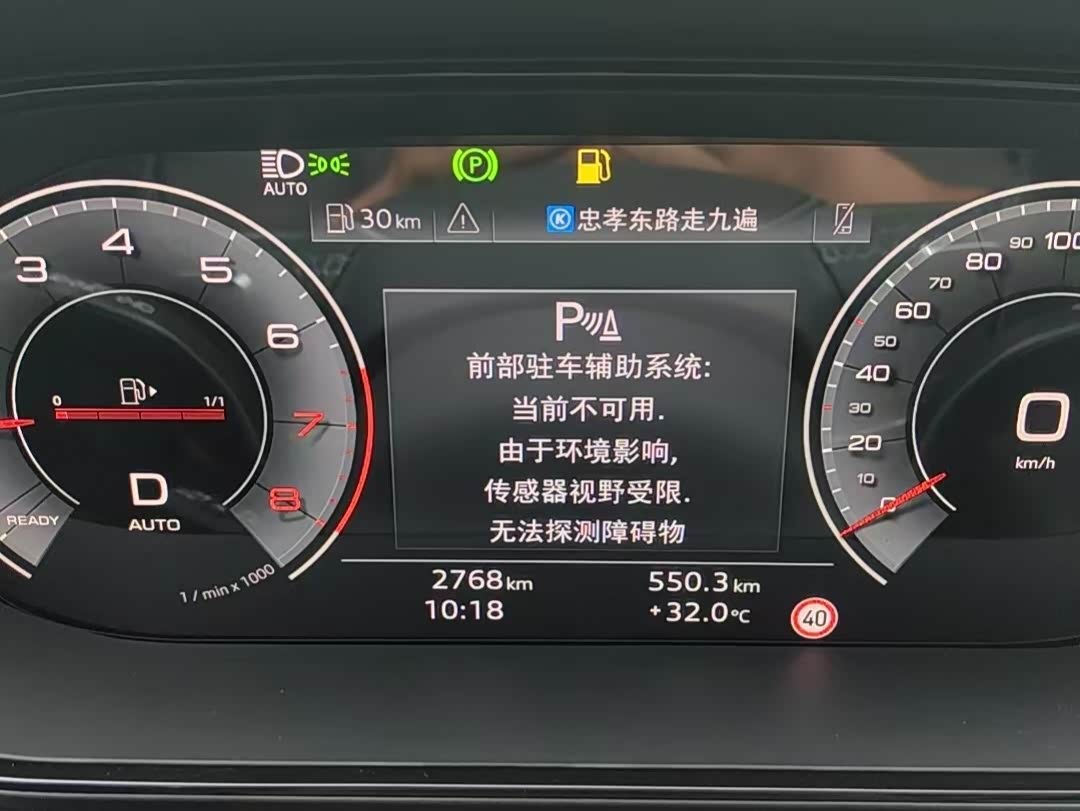 AUTO
P
30 km
K 忠孝东路走九遍
3
4
5
6
7
8
0
1/1
D
AUTO
READY
1 / min x 1000
P
前部驻车辅助系统:
当前不可用.
由于环境影响,
传感器视野受限.
无法探测障碍物
2768 km
550.3 km
10:18
+32.0°C
40
0
10
20
30
40
50
60
70
80
90
100
0
km/h